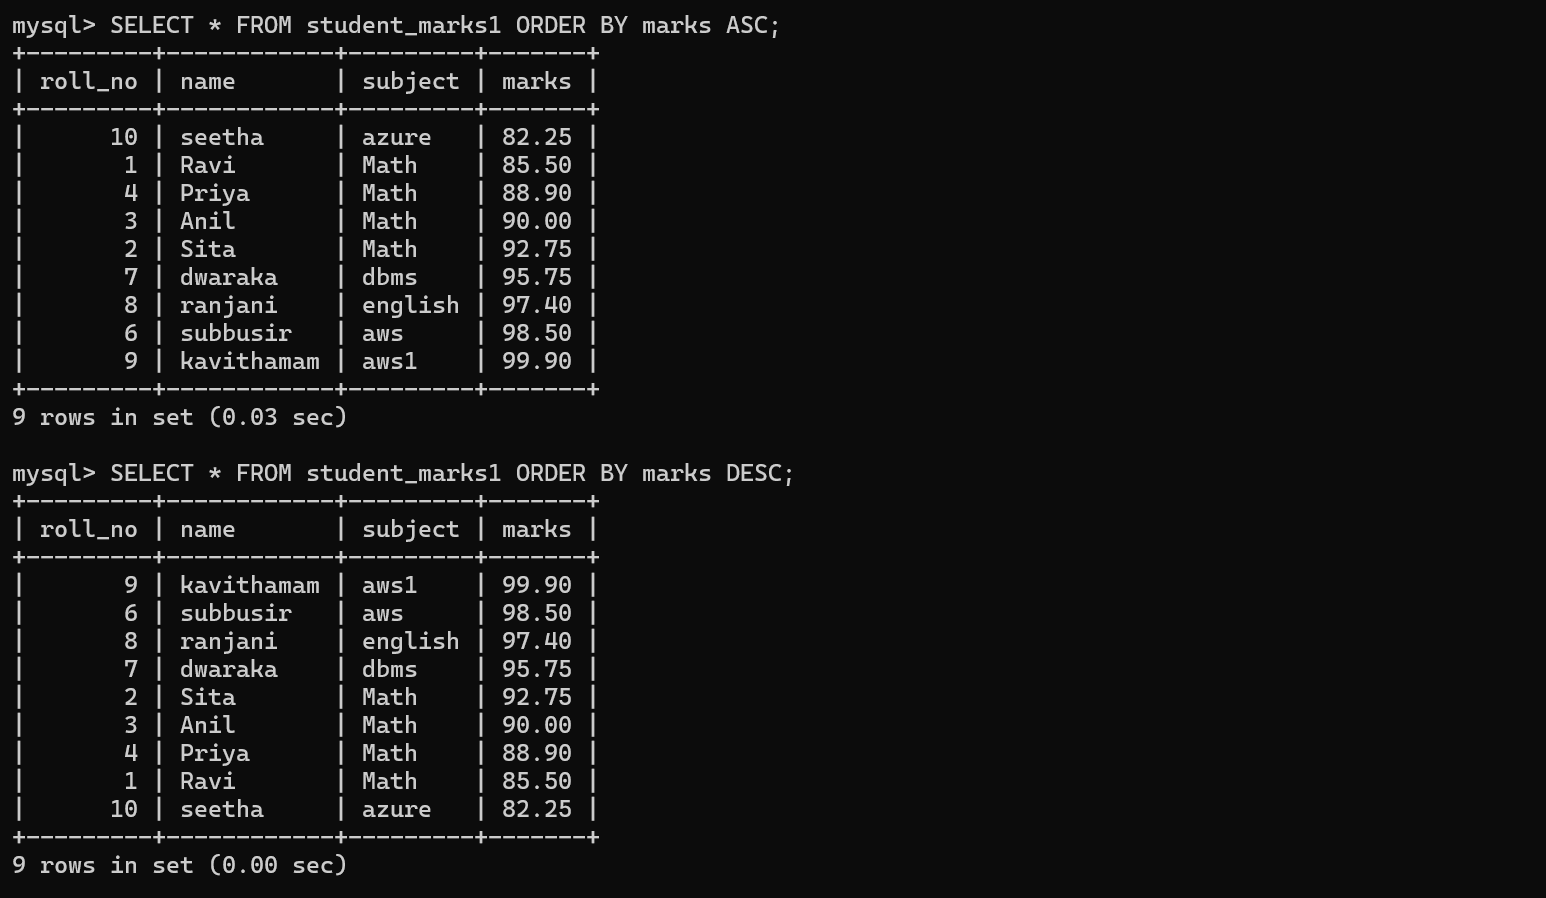 mysql> SELECT * FROM student_marks1 ORDER BY marks ASC;
+---------+------------+---------+-------+
| roll_no | name       | subject | marks |
+---------+------------+---------+-------+
|      10 | seetha     | azure   | 82.25 |
|       1 | Ravi       | Math    | 85.50 |
|       4 | Priya      | Math    | 88.90 |
|       3 | Anil       | Math    | 90.00 |
|       2 | Sita       | Math    | 92.75 |
|       7 | dwaraka    | dbms    | 95.75 |
|       8 | ranjani    | english | 97.40 |
|       6 | subbusir   | aws     | 98.50 |
|       9 | kavithamam | aws1    | 99.90 |
+---------+------------+---------+-------+
9 rows in set (0.03 sec)

mysql> SELECT * FROM student_marks1 ORDER BY marks DESC;
+---------+------------+---------+-------+
| roll_no | name       | subject | marks |
+---------+------------+---------+-------+
|       9 | kavithamam | aws1    | 99.90 |
|       6 | subbusir   | aws     | 98.50 |
|       8 | ranjani    | english | 97.40 |
|       7 | dwaraka    | dbms    | 95.75 |
|       2 | Sita       | Math    | 92.75 |
|       3 | Anil       | Math    | 90.00 |
|       4 | Priya      | Math    | 88.90 |
|       1 | Ravi       | Math    | 85.50 |
|      10 | seetha     | azure   | 82.25 |
+---------+------------+---------+-------+
9 rows in set (0.00 sec)